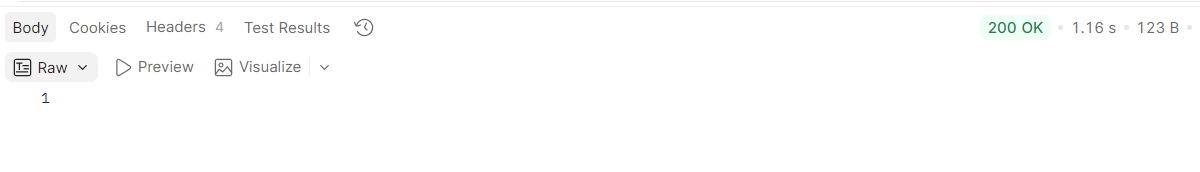 Body Cookies Headers 4 Test Results 200 OK • 1.16 s • 123 B •
Raw Preview Visualize
1